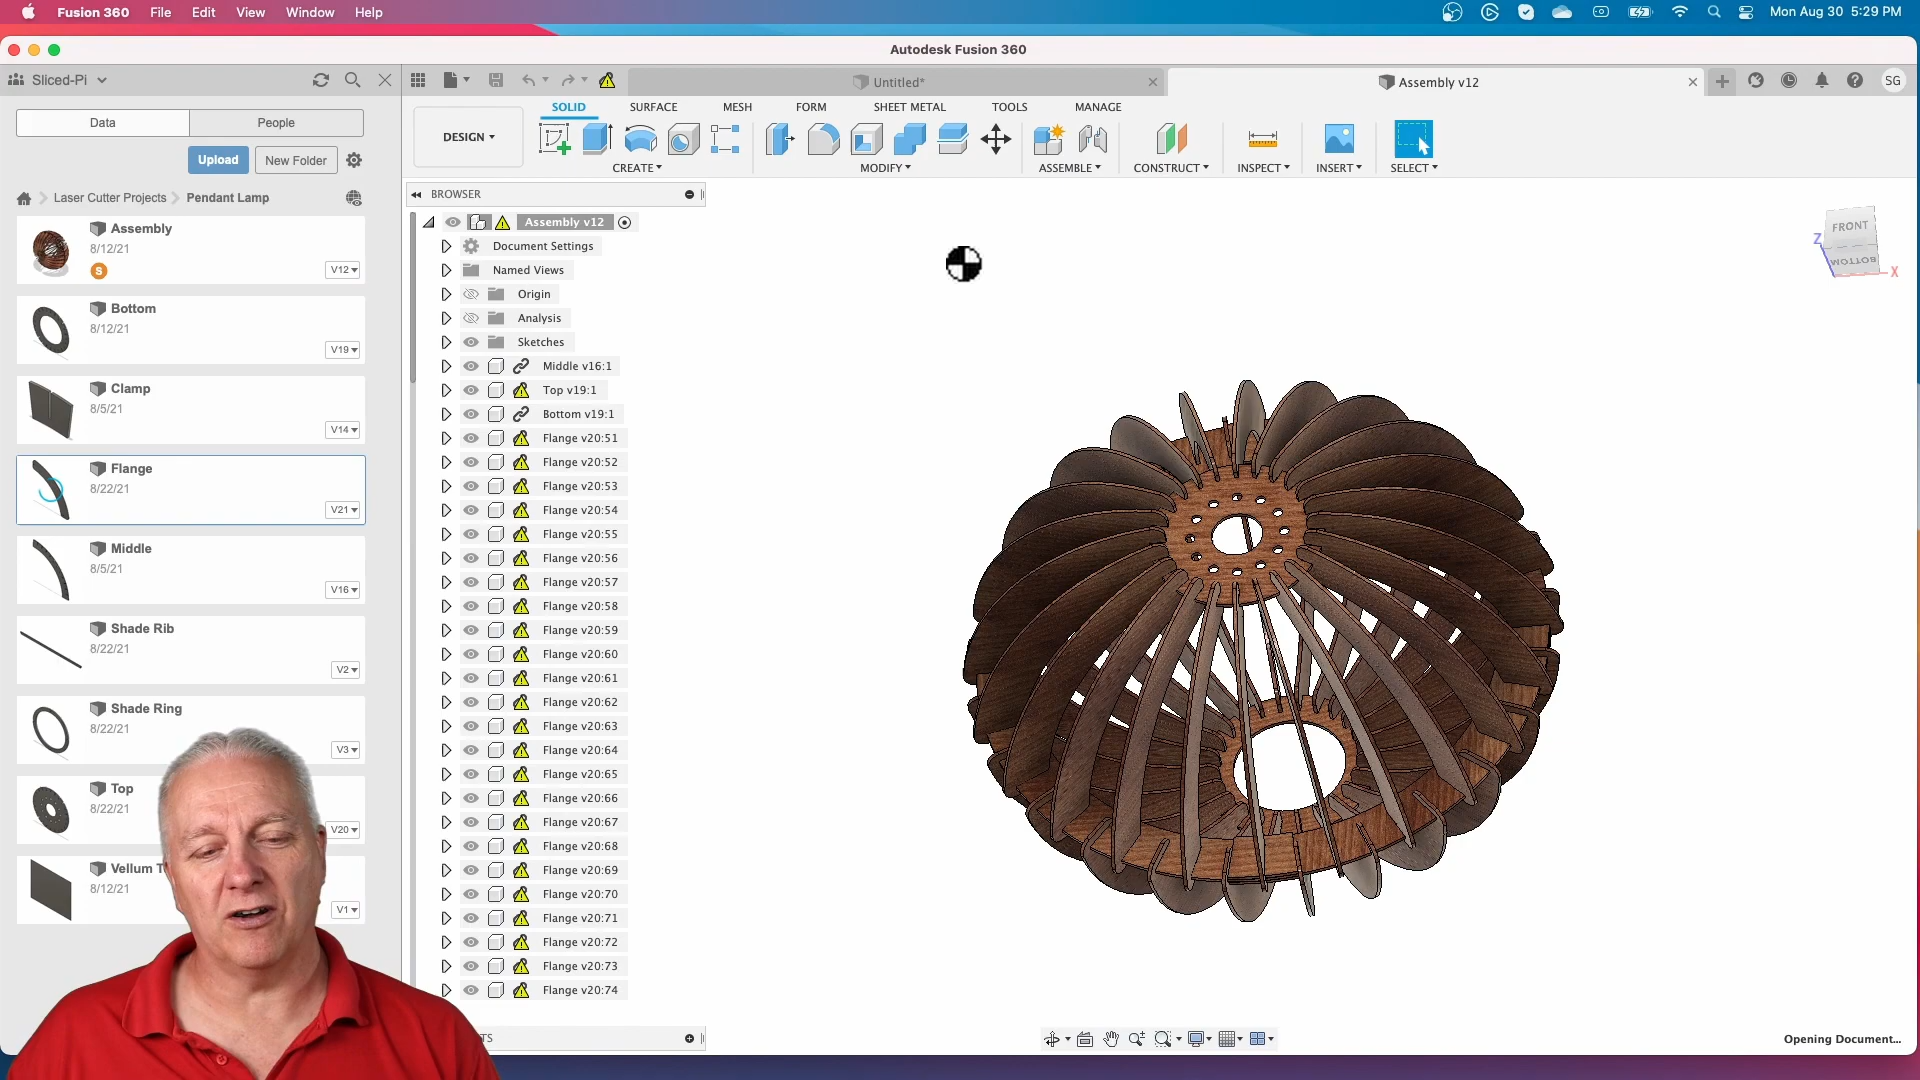 Fusion 360 File Edit View Window Help Mon Aug 30 5:29 PM
Autodesk Fusion 360
Sliced-Pi Untitled* Assembly v12 SG
Data People
Upload New Folder
Laser Cutter Projects Pendant Lamp
Assembly
8/12/21
S
V12
Bottom
8/12/21
V19
Clamp
8/5/21
V14
Flange
8/22/21
V21
Middle
8/5/21
V16
Shade Rib
8/22/21
V2
Shade Ring
8/22/21
V3
Top
8/22/21
V20
Vellum
8/12/21
V1
SOLID SURFACE MESH FORM SHEET METAL TOOLS MANAGE
DESIGN
CREATE MODIFY ASSEMBLE CONSTRUCT INSPECT INSERT SELECT
BROWSER
Assembly v12
Document Settings
Named Views
Origin
Analysis
Sketches
Middle v16:1
Top v19:1
Bottom v19:1
Flange v20:51
Flange v20:52
Flange v20:53
Flange v20:54
Flange v20:55
Flange v20:56
Flange v20:57
Flange v20:58
Flange v20:59
Flange v20:60
Flange v20:61
Flange v20:62
Flange v20:63
Flange v20:64
Flange v20:65
Flange v20:66
Flange v20:67
Flange v20:68
Flange v20:69
Flange v20:70
Flange v20:71
Flange v20:72
Flange v20:73
Flange v20:74
TS
FRONT
BOTTOM
Z
X
Opening Document...